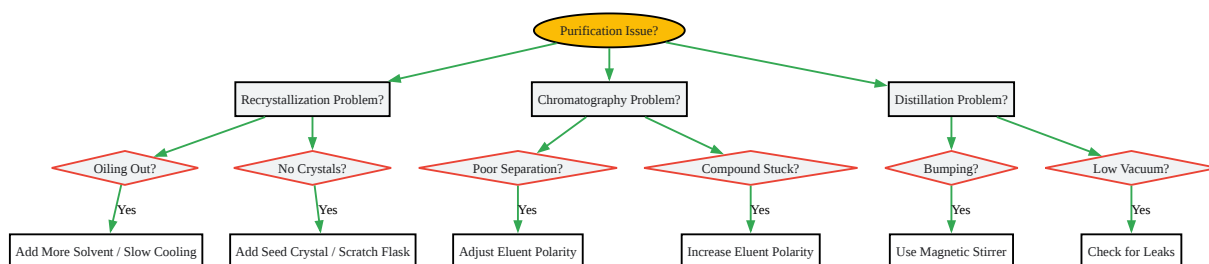 Purification Issue?
Recrystallization Problem?
Chromatography Problem?
Distillation Problem?
Oiling Out?
No Crystals?
Poor Separation?
Compound Stuck?
Bumping?
Low Vacuum?
Yes
Yes
Yes
Yes
Yes
Yes
Add More Solvent / Slow Cooling
Add Seed Crystal / Scratch Flask
Adjust Eluent Polarity
Increase Eluent Polarity
Use Magnetic Stirrer
Check for Leaks